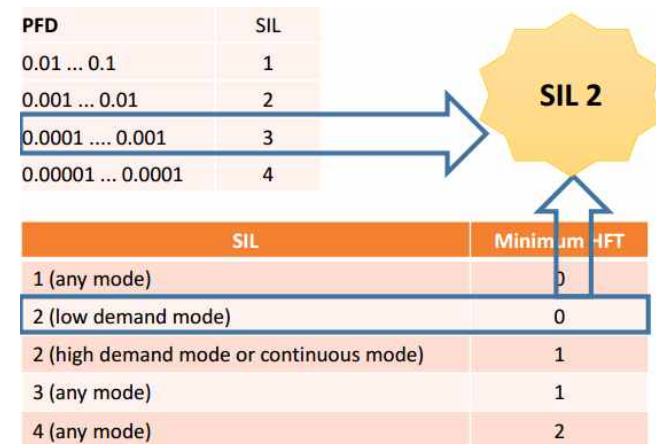 PFD SIL
0.01 ... 0.1 1
0.001 ... 0.01 2
0.0001 .... 0.001 3
0.00001 ... 0.0001 4
SIL 2
SIL Minimum HFT
1 (any mode) 0
2 (low demand mode) 0
2 (high demand mode or continuous mode) 1
3 (any mode) 1
4 (any mode) 2